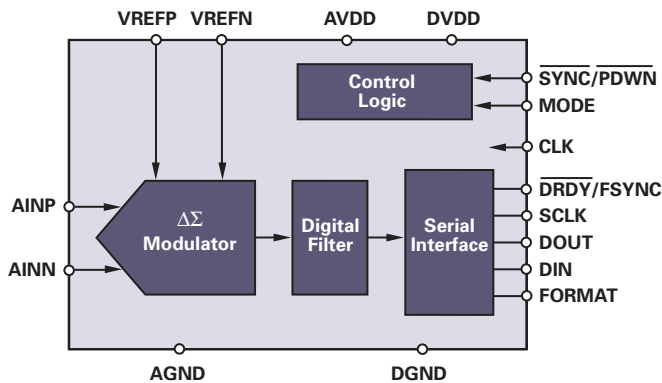 VREFP VREFN AVDD DVDD
Control
Logic
SYNC/PDWN
MODE
CLK
AINP
AINN
ΔΣ
Modulator
Digital
Filter
Serial
Interface
DRDY/FSYNC
SCLK
DOUT
DIN
FORMAT
AGND DGND